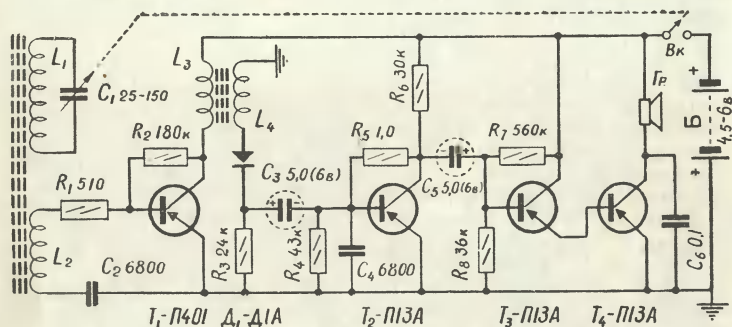 L₁
C₁ 25-150
L₃
L₄
R₂ 180к
R₁ 510
L₂
C₂ 6800
R₃ 24к
C₃ 5,0(6в)
R₄ 43к
R₅ 1,0
R₆ 30к
C₄ 6800
C₅ 5,0(6в)
R₇ 560к
R₈ 36к
Вк
Гр.
Б
4,5-6в
+
+
C₆ 0,1
T₁-П401 Д₁-Д1А T₂-П13А T₃-П13А T₄-П13А